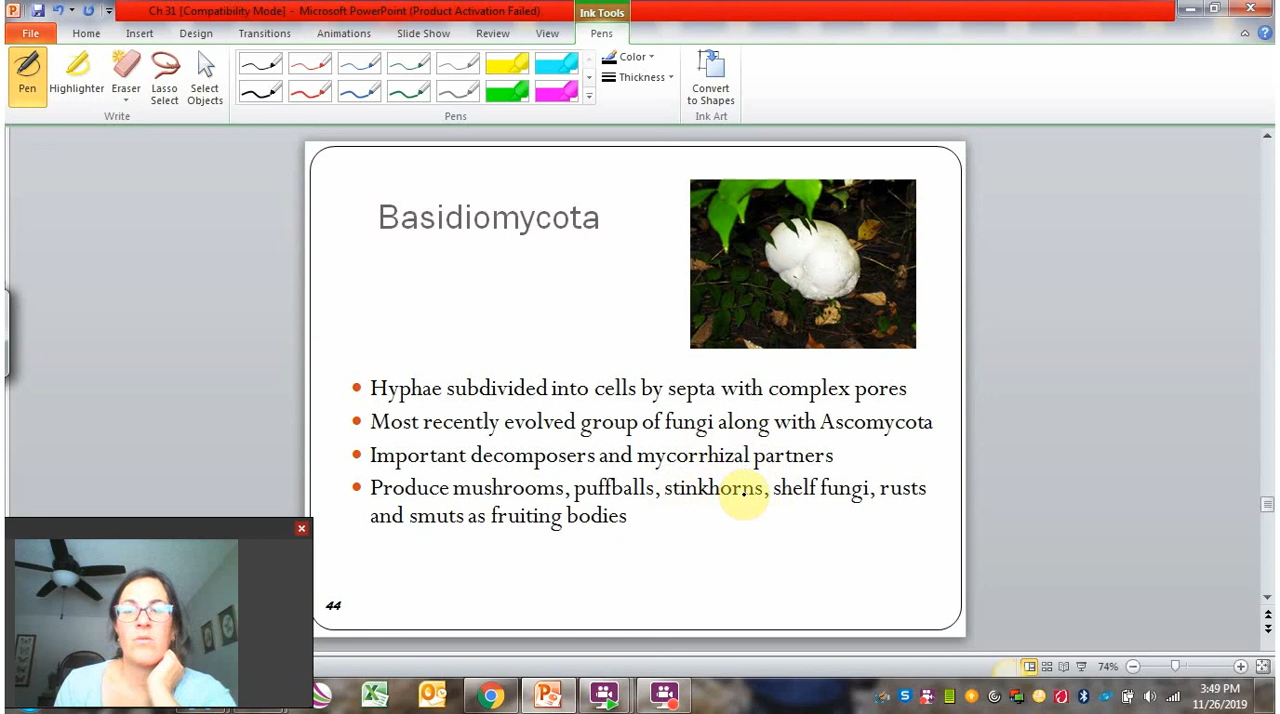 Ch 31 [Compatibility Mode] - Microsoft PowerPoint (Product Activation Failed)
Ink Tools
File
Home
Insert
Design
Transitions
Animations
Slide Show
Review
View
Pens
Pen
Highlighter
Eraser
Lasso Select
Select Objects
Color
Thickness
Convert to Shapes
Write
Pens
Ink Art
Basidiomycota
• Hyphae subdivided into cells by septa with complex pores
• Most recently evolved group of fungi along with Ascomycota
• Important decomposers and mycorrhizal partners
• Produce mushrooms, puffballs, stinkhorns, shelf fungi, rusts
and smuts as fruiting bodies
44
74%
3:49 PM
11/26/2019